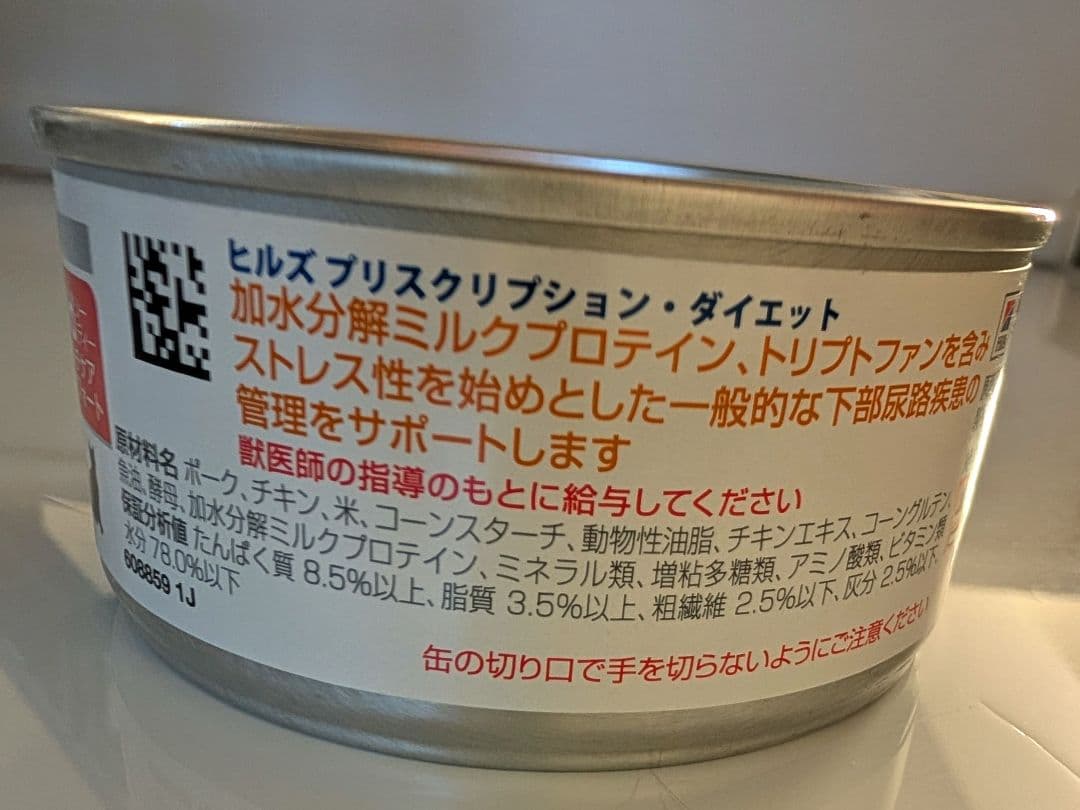 ヒルズ プリスクリプション・ダイエット
加水分解ミルクプロテイン、トリプトファンを含み
ストレス性を始めとした一般的な下部尿路疾患の
管理をサポートします
獣医師の指導のもとに給与してください
原材料名 ポーク、チキン、米、コーンスターチ、動物性油脂、チキンエキス、コーングルテン、
魚油、酵母、加水分解ミルクプロテイン、ミネラル類、増粘多糖類、アミノ酸類、ビタミン類
保証分析値 たんぱく質 8.5%以上、脂質 3.5%以上、粗繊維 2.5%以下、灰分 2.5%以下、
水分 78.0%以下
608859 1J
缶の切り口で手を切らないようにご注意ください